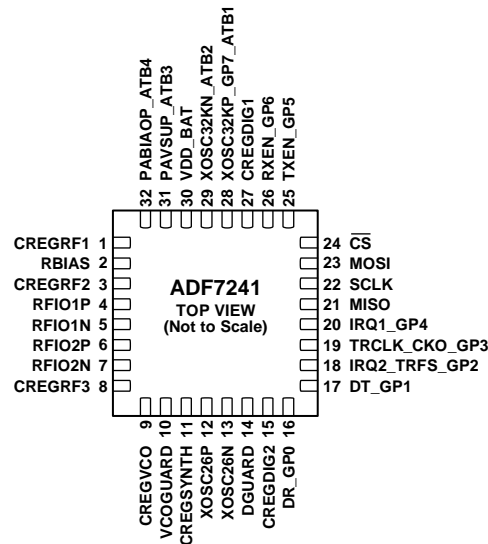 32 PABIAOP_ATB4
31 PAVSUP_ATB3
30 VDD_BAT
29 XOSC32KN_ATB2
28 XOSC32KP_GP7_ATB1
27 CREGDIG1
26 RXEN_GP6
25 TXEN_GP5
CREGRF1 1
RBIAS 2
CREGRF2 3
RFIO1P 4
RFIO1N 5
RFIO2P 6
RFIO2N 7
CREGRF3 8
ADF7241
TOP VIEW
(Not to Scale)
24 CS
23 MOSI
22 SCLK
21 MISO
20 IRQ1_GP4
19 TRCLK_CKO_GP3
18 IRQ2_TRFS_GP2
17 DT_GP1
CREGVCO 9
VCOGUARD 10
CREGSYNTH 11
XOSC26P 12
XOSC26N 13
DGUARD 14
CREGDIG2 15
DR_GP0 16